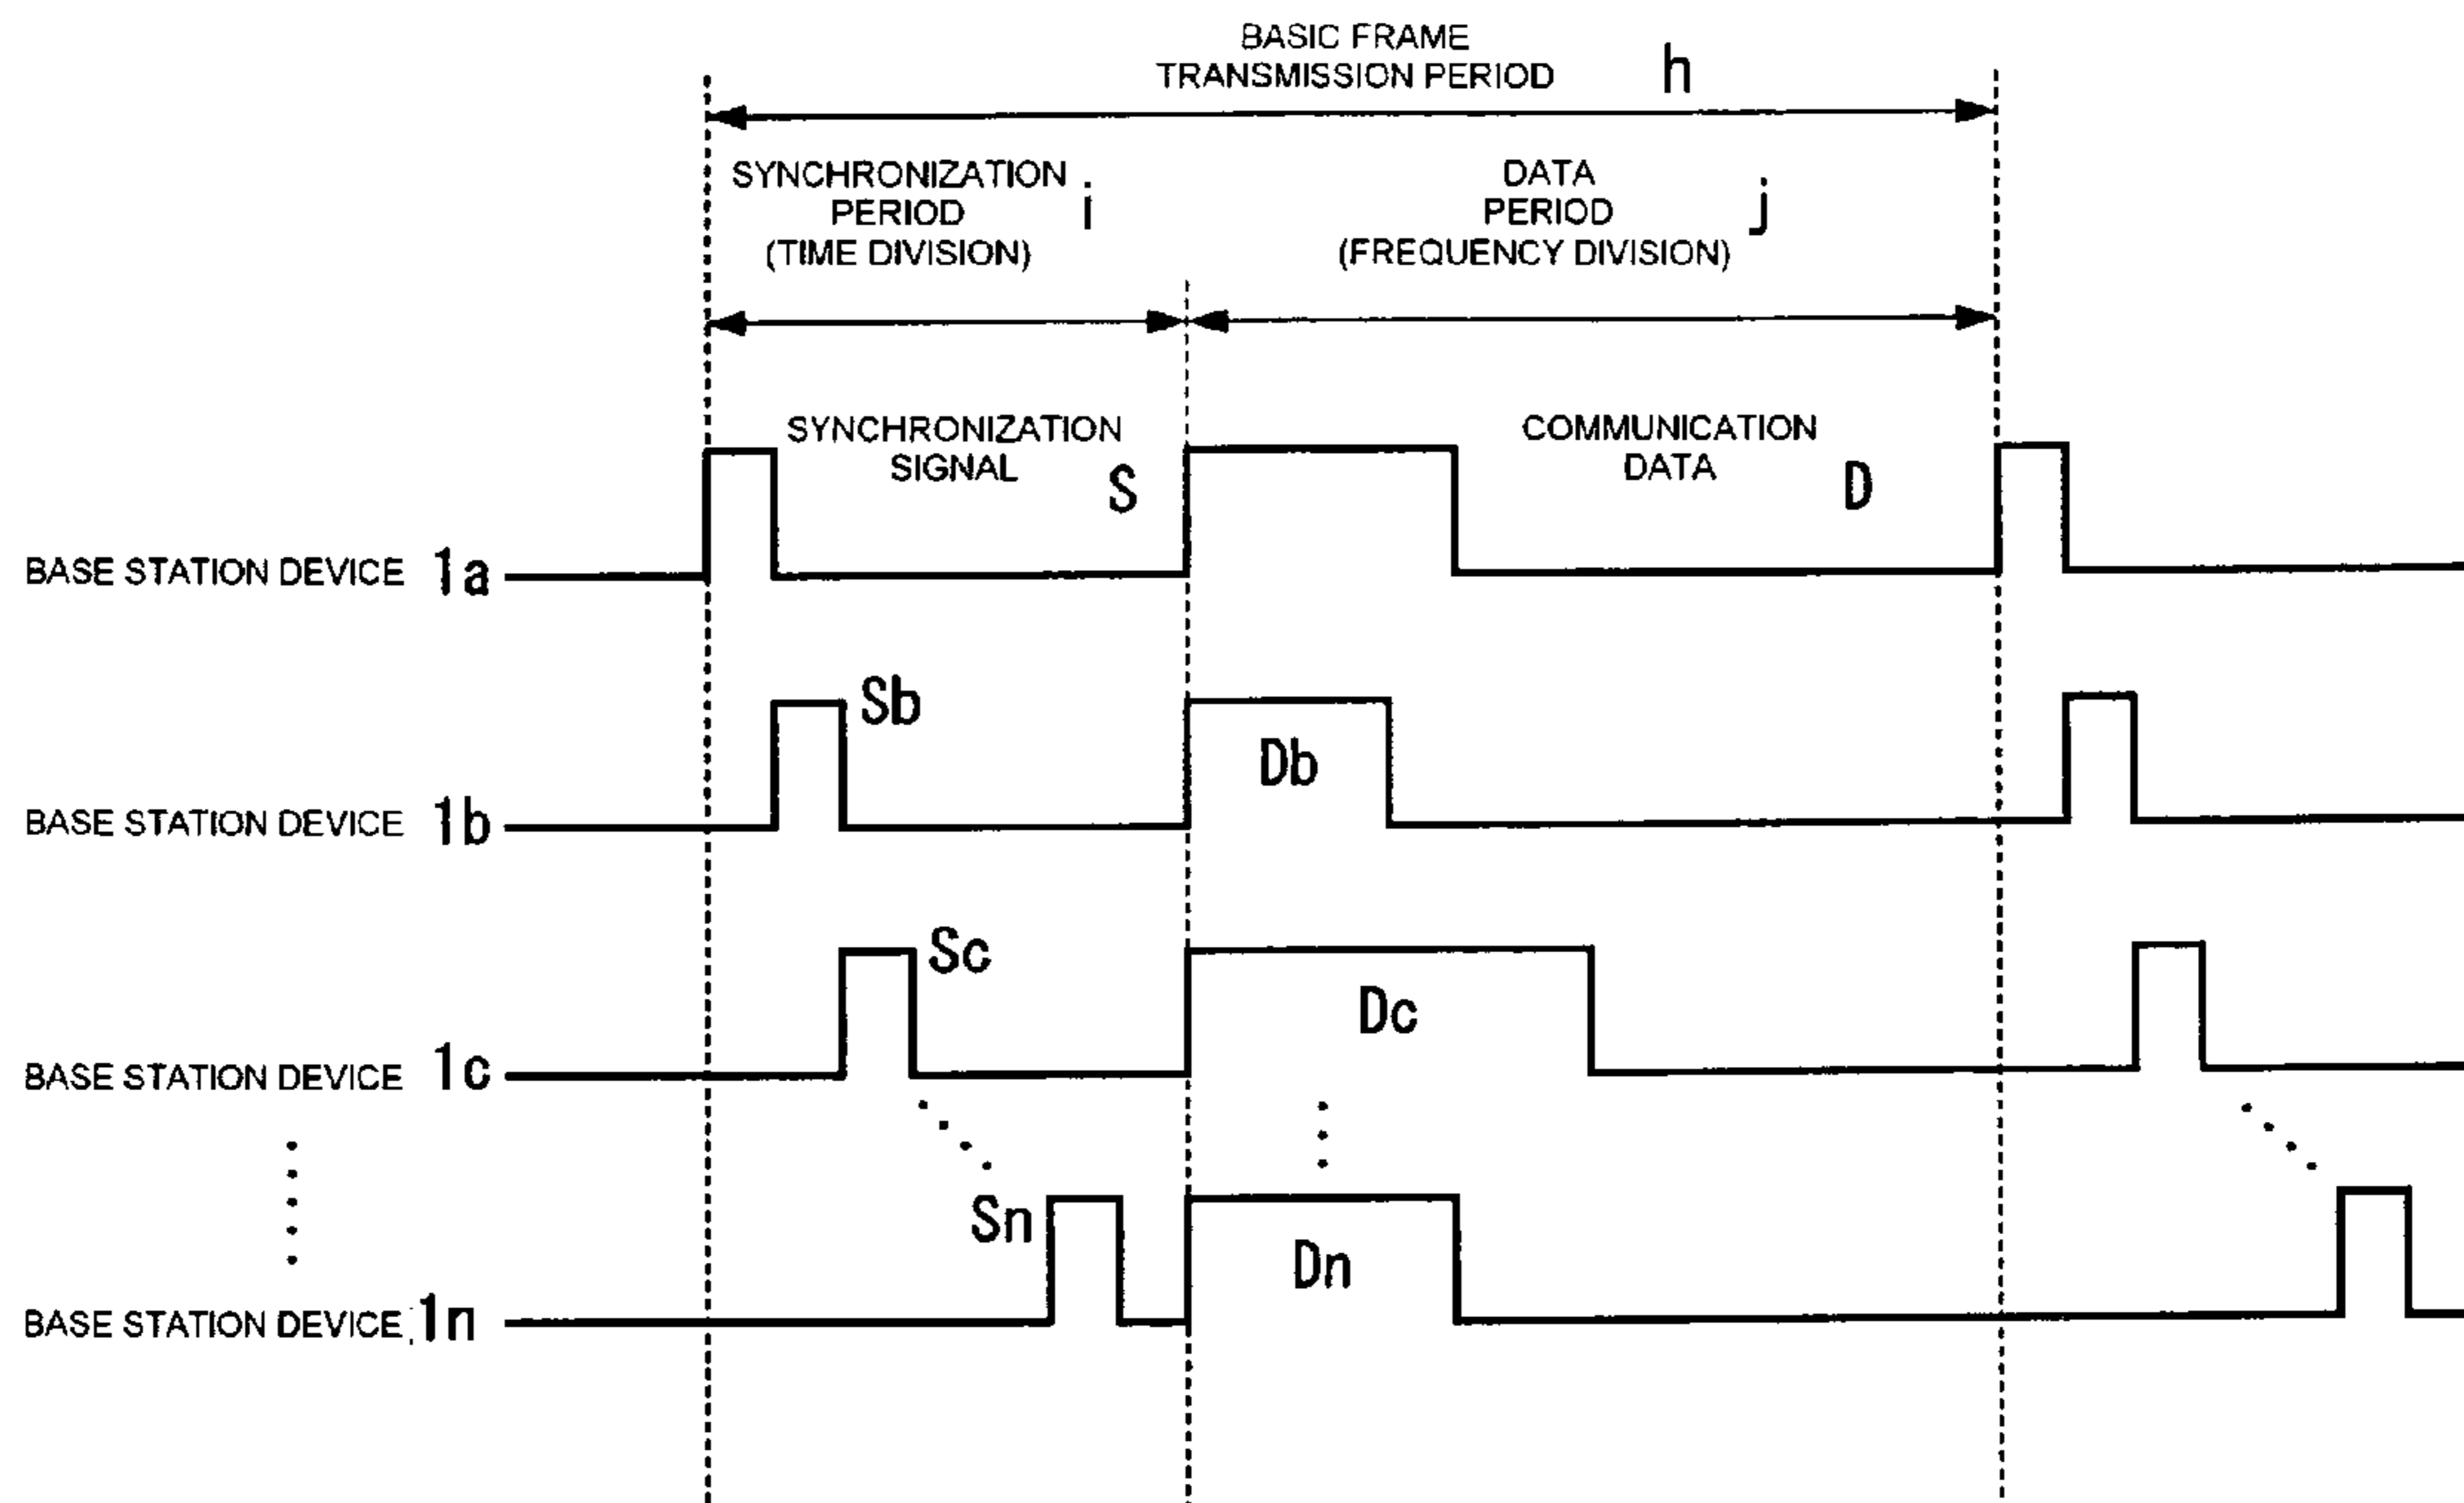 BASIC FRAME
TRANSMISSION PERIOD h
SYNCHRONIZATION
PERIOD i
(TIME DIVISION)
DATA
PERIOD j
(FREQUENCY DIVISION)
SYNCHRONIZATION
SIGNAL S
COMMUNICATION
DATA D
BASE STATION DEVICE 1a
Sb
Db
BASE STATION DEVICE 1b
Sc
Dc
BASE STATION DEVICE 1c
Sn
Dn
BASE STATION DEVICE 1n